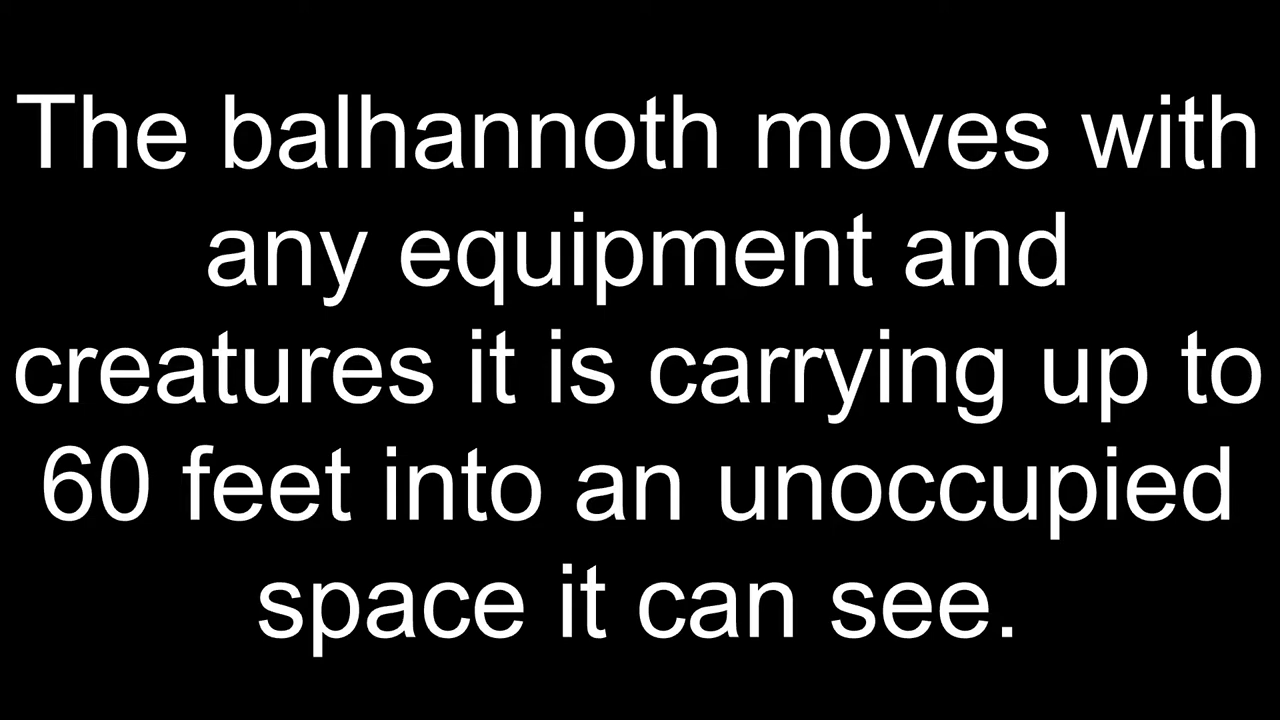 The balhannoth moves with
any equipment and
creatures it is carrying up to
60 feet into an unoccupied
space it can see.